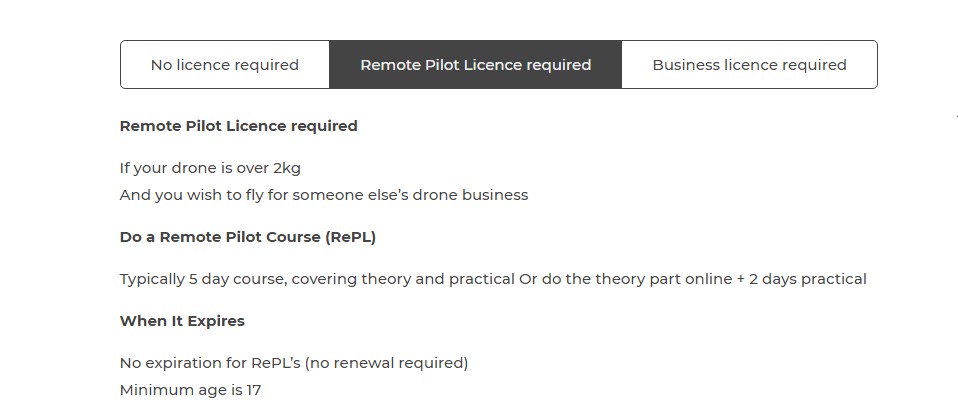 No licence required
Remote Pilot Licence required
Business licence required
Remote Pilot Licence required
If your drone is over 2kg
And you wish to fly for someone else’s drone business
Do a Remote Pilot Course (RePL)
Typically 5 day course, covering theory and practical Or do the theory part online + 2 days practical
When It Expires
No expiration for RePL’s (no renewal required)
Minimum age is 17